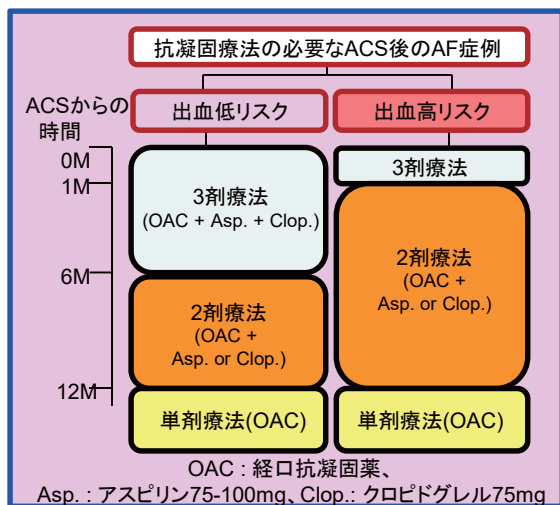 抗凝固療法の必要なACS後のAF症例
ACSからの
時間
出血低リスク
出血高リスク
0M
1M
6M
12M
3剤療法
(OAC + Asp. + Clop.)
2剤療法
(OAC +
Asp. or Clop.)
単剤療法(OAC)
3剤療法
2剤療法
(OAC +
Asp. or Clop.)
単剤療法(OAC)
OAC : 経口抗凝固薬、
Asp. : アスピリン75-100mg、Clop.: クロピドグレル75mg